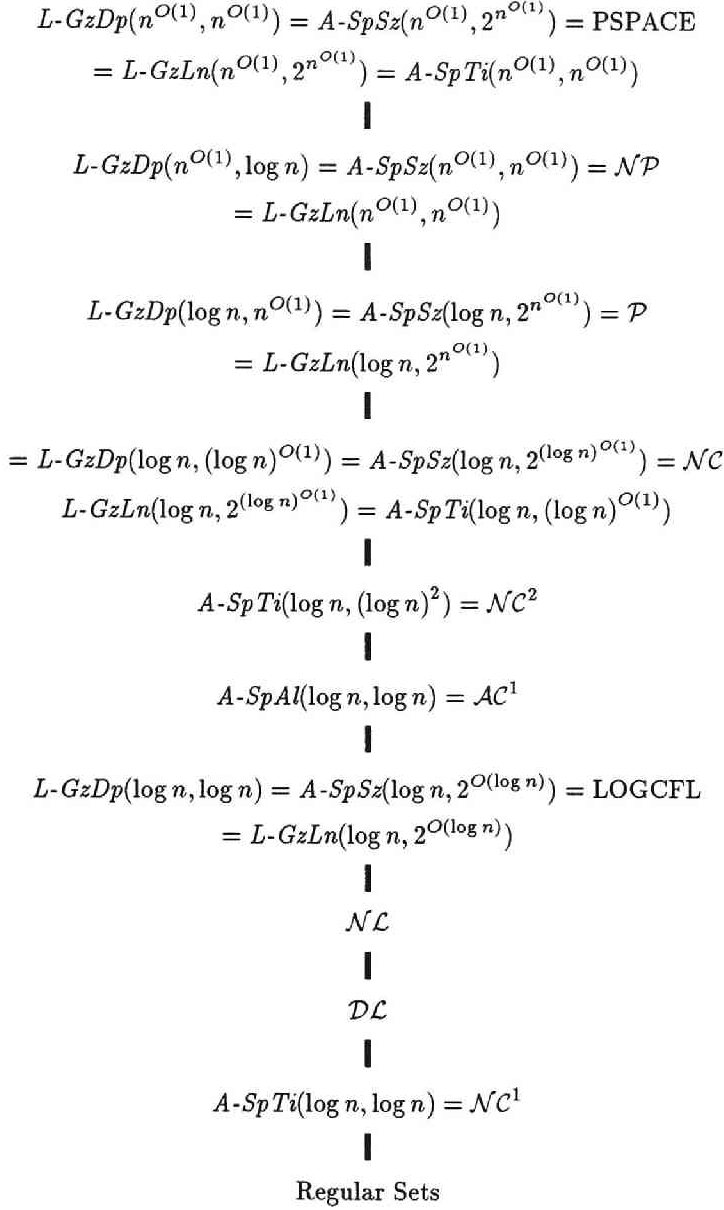 L-GzDp(n^{O(1)}, n^{O(1)}) = A-SpSz(n^{O(1)}, 2^{n^{O(1)}}) = PSPACE
= L-GzLn(n^{O(1)}, 2^{n^{O(1)}}) = A-SpTi(n^{O(1)}, n^{O(1)})
L-GzDp(n^{O(1)}, log n) = A-SpSz(n^{O(1)}, n^{O(1)}) = 𝒩𝒫
= L-GzLn(n^{O(1)}, n^{O(1)})
L-GzDp(log n, n^{O(1)}) = A-SpSz(log n, 2^{n^{O(1)}}) = 𝒫
= L-GzLn(log n, 2^{n^{O(1)}})
= L-GzDp(log n, (log n)^{O(1)}) = A-SpSz(log n, 2^{(log n)^{O(1)}}) = 𝒩𝒞
L-GzLn(log n, 2^{(log n)^{O(1)}}) = A-SpTi(log n, (log n)^{O(1)})
A-SpTi(log n, (log n)^2) = 𝒩𝒞^2
A-SpAl(log n, log n) = 𝒜𝒞^1
L-GzDp(log n, log n) = A-SpSz(log n, 2^{O(log n)}) = LOGCFL
= L-GzLn(log n, 2^{O(log n)})
𝒩ℒ
𝒟ℒ
A-SpTi(log n, log n) = 𝒩𝒞^1
Regular Sets